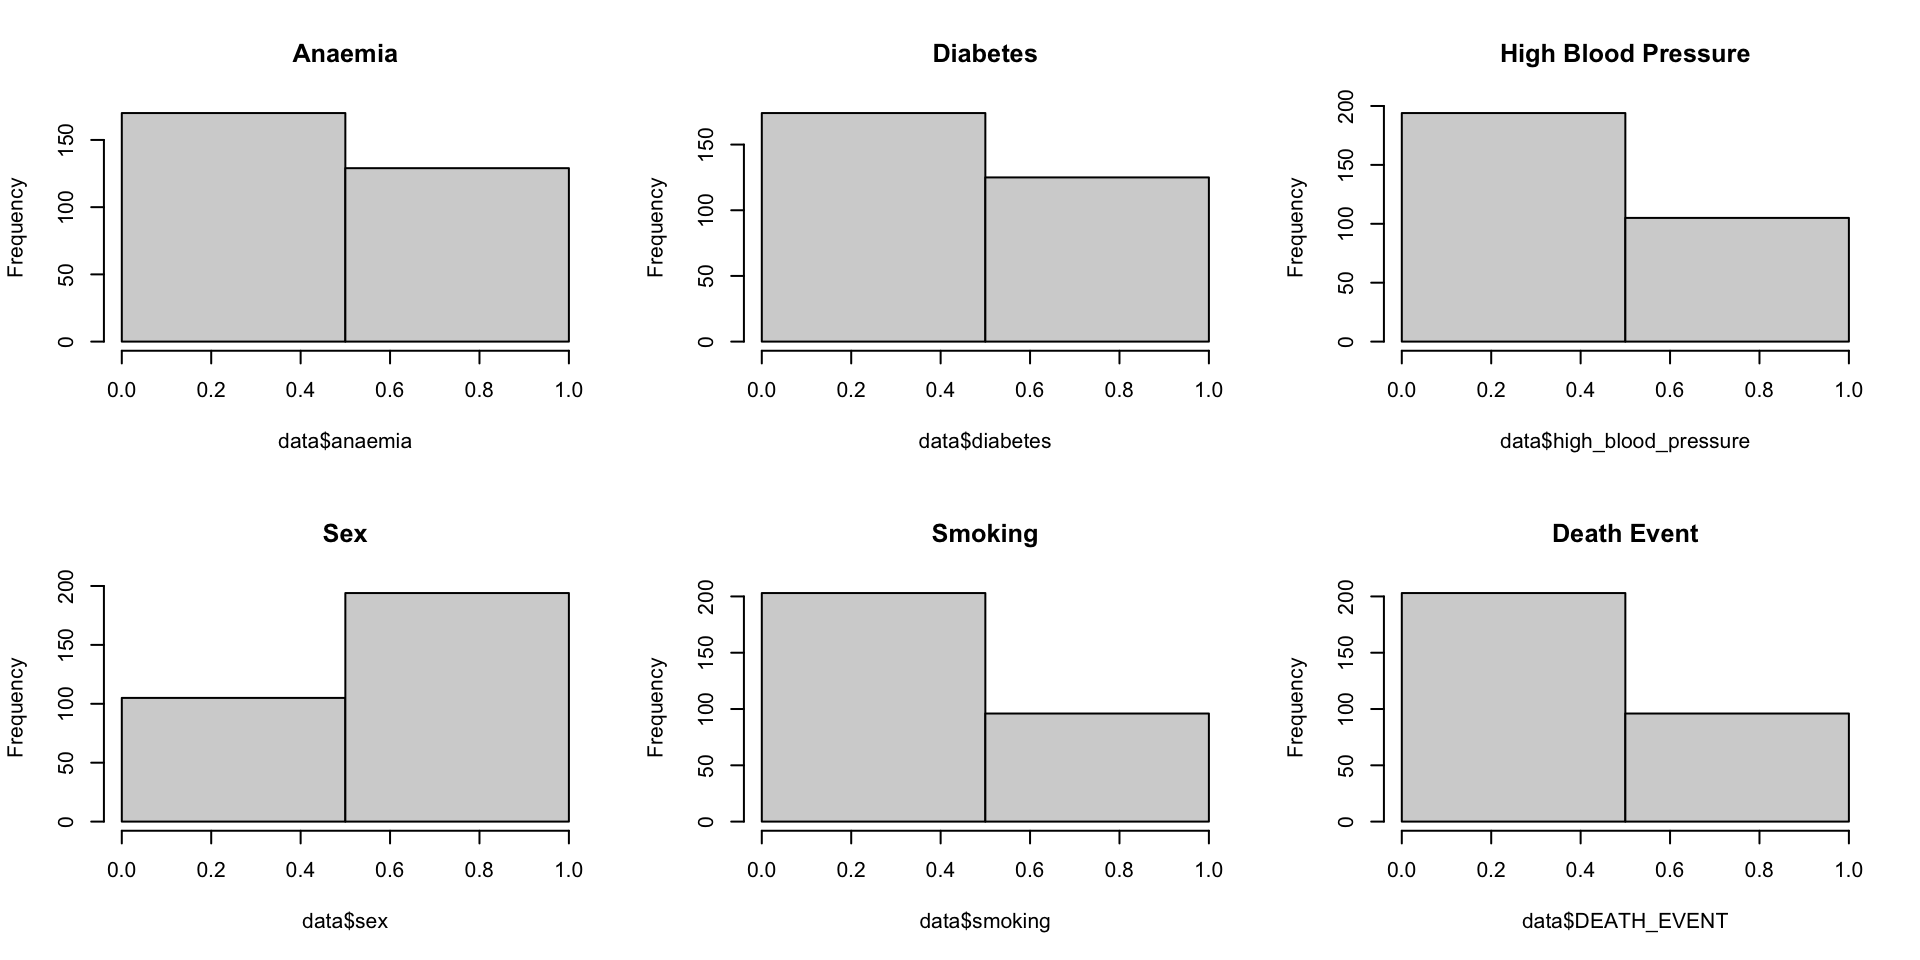 Anaemia
Frequency
150
100
50
0
0.0 0.2 0.4 0.6 0.8 1.0
data$anaemia
Diabetes
Frequency
150
100
50
0
0.0 0.2 0.4 0.6 0.8 1.0
data$diabetes
High Blood Pressure
Frequency
200
150
100
50
0
0.0 0.2 0.4 0.6 0.8 1.0
data$high_blood_pressure
Sex
Frequency
200
150
100
50
0
0.0 0.2 0.4 0.6 0.8 1.0
data$sex
Smoking
Frequency
200
150
100
50
0
0.0 0.2 0.4 0.6 0.8 1.0
data$smoking
Death Event
Frequency
200
150
100
50
0
0.0 0.2 0.4 0.6 0.8 1.0
data$DEATH_EVENT